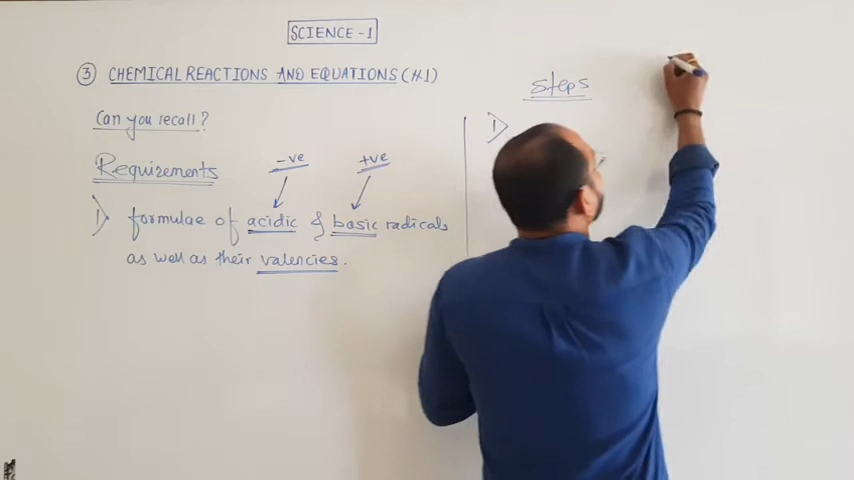 SCIENCE-1
3 CHEMICAL REACTIONS AND EQUATIONS (#1)
Can you recall?
Requirements
-ve +ve
1) formulae of acidic & basic radicals
as well as their valencies.
Steps
1)